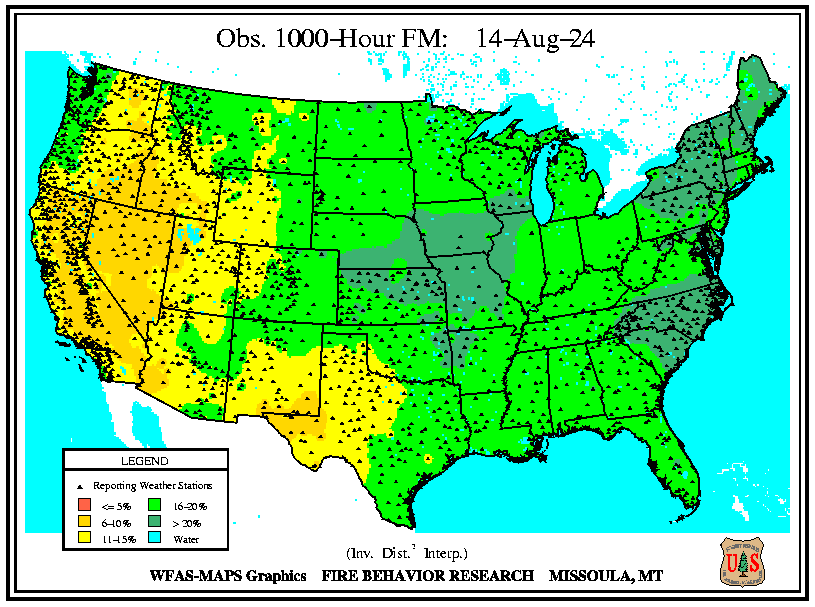 Obs. 1000-Hour FM: 14-Aug-24
LEGEND
Reporting Weather Stations
<= 5% 16-20%
6-10% > 20%
11-15% Water
(Inv. Dist.² Interp.)
WFAS-MAPS Graphics FIRE BEHAVIOR RESEARCH MISSOULA, MT
U S